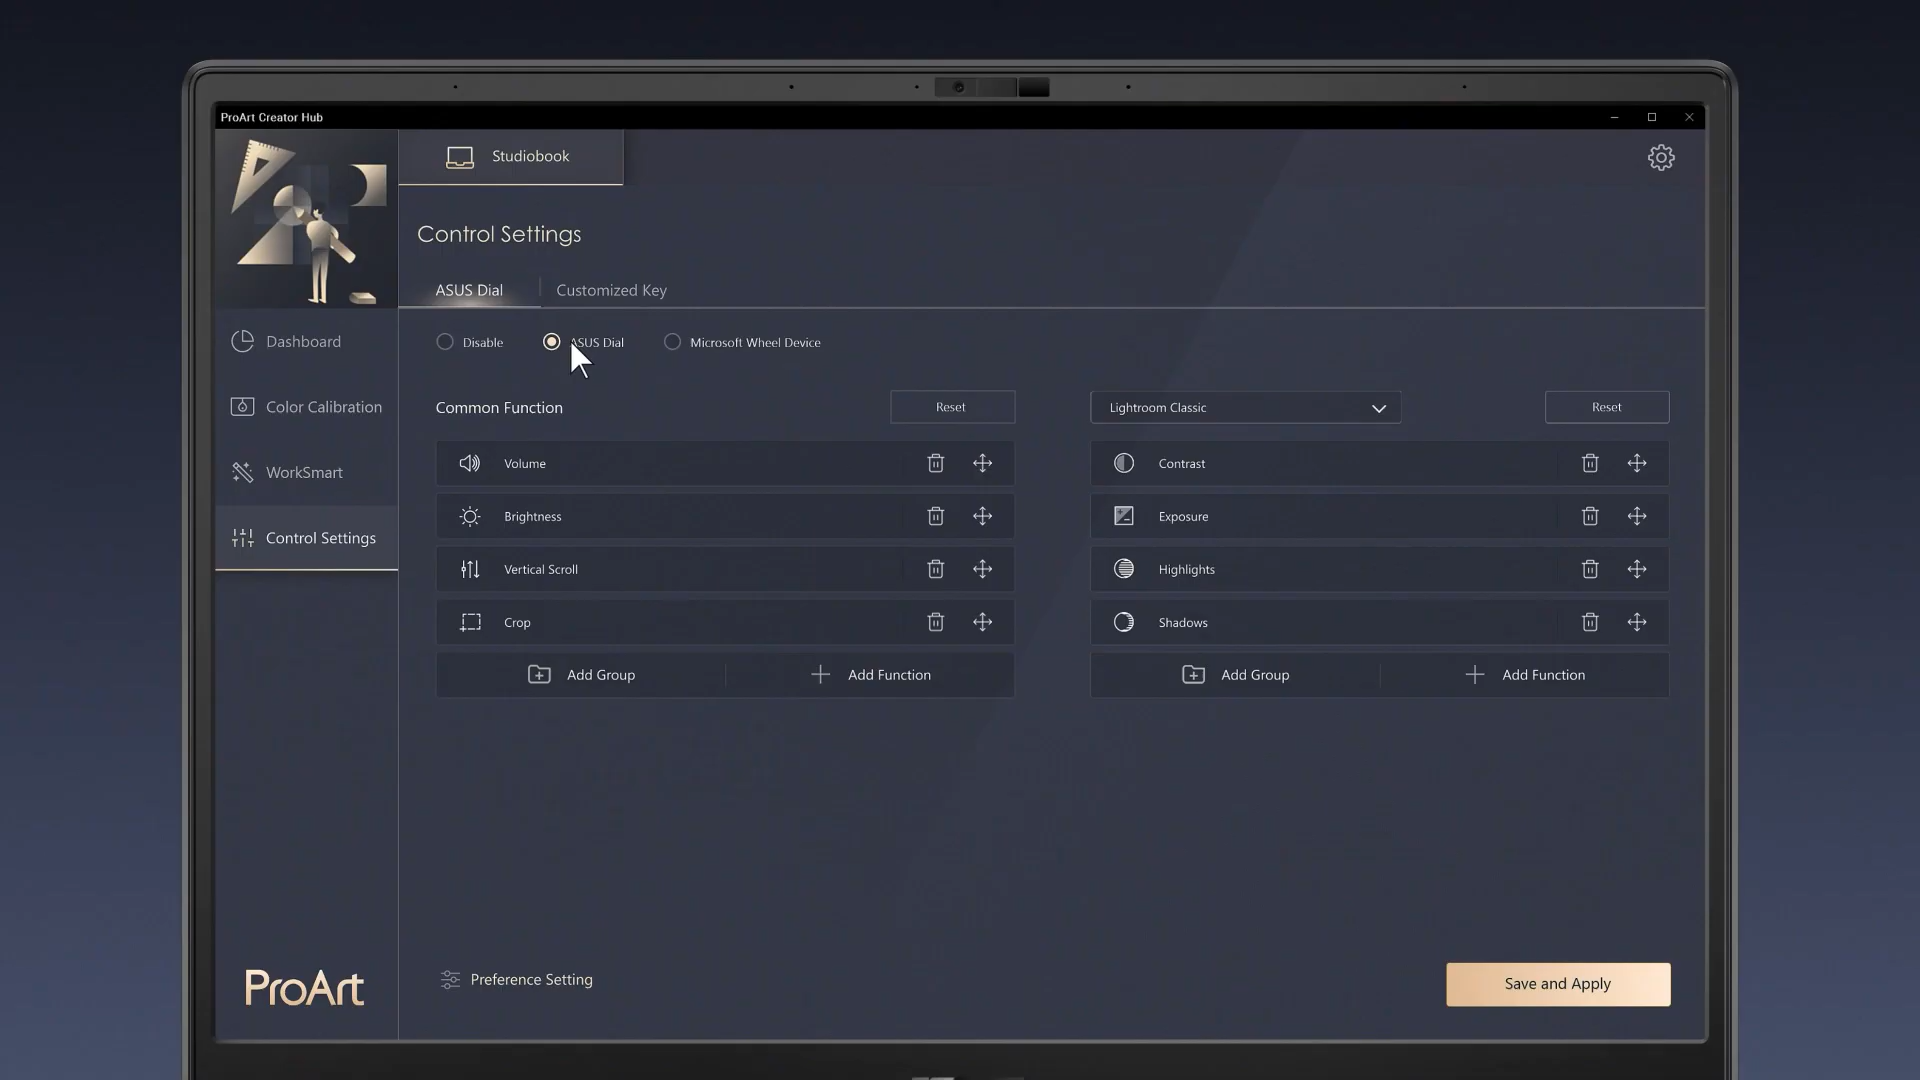 ProArt Creator Hub
Studiobook
Control Settings
ASUS Dial
Customized Key
Dashboard
Color Calibration
WorkSmart
Control Settings
Disable
ASUS Dial
Microsoft Wheel Device
Common Function
Reset
Lightroom Classic
Reset
Volume
Brightness
Vertical Scroll
Crop
Add Group
Add Function
Contrast
Exposure
Highlights
Shadows
Add Group
Add Function
ProArt
Preference Setting
Save and Apply